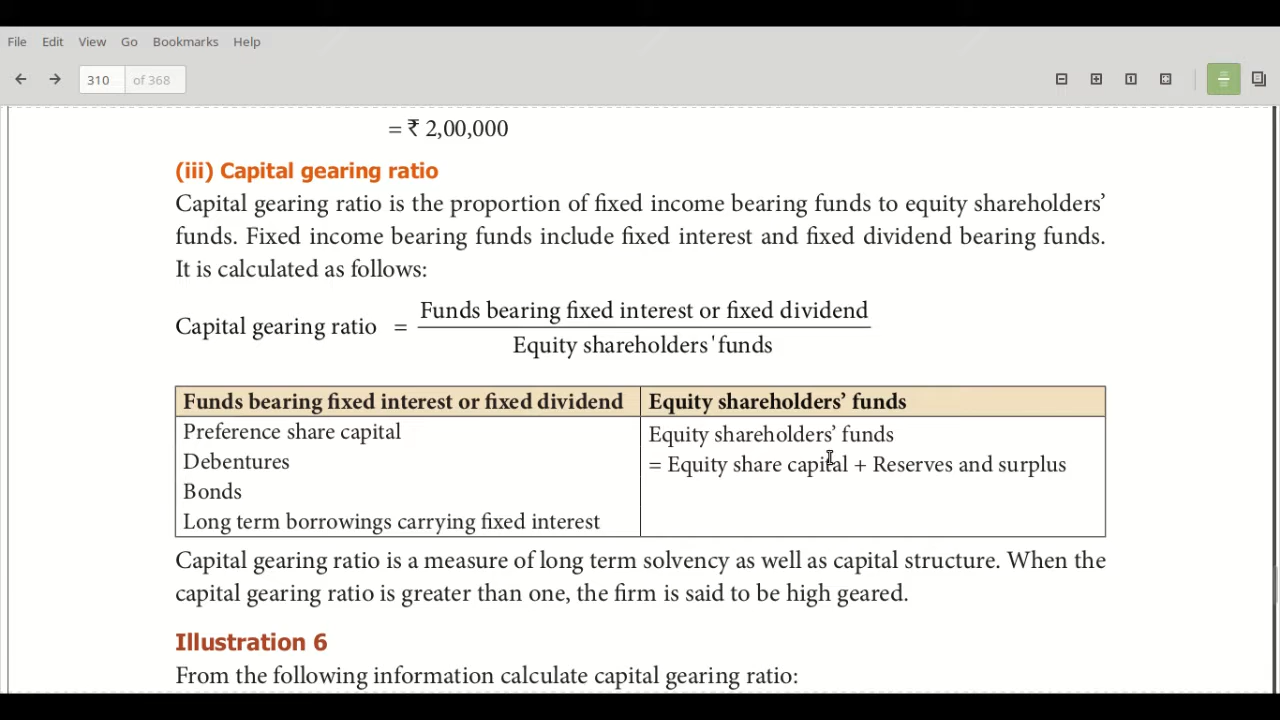 File Edit View Go Bookmarks Help
310 of 368
= ₹ 2,00,000
(iii) Capital gearing ratio
Capital gearing ratio is the proportion of fixed income bearing funds to equity shareholders’
funds. Fixed income bearing funds include fixed interest and fixed dividend bearing funds.
It is calculated as follows:
Capital gearing ratio = Funds bearing fixed interest or fixed dividend
Equity shareholders' funds
Funds bearing fixed interest or fixed dividend Equity shareholders’ funds
Preference share capital Equity shareholders’ funds
Debentures = Equity share capital + Reserves and surplus
Bonds
Long term borrowings carrying fixed interest
Capital gearing ratio is a measure of long term solvency as well as capital structure. When the
capital gearing ratio is greater than one, the firm is said to be high geared.
Illustration 6
From the following information calculate capital gearing ratio: